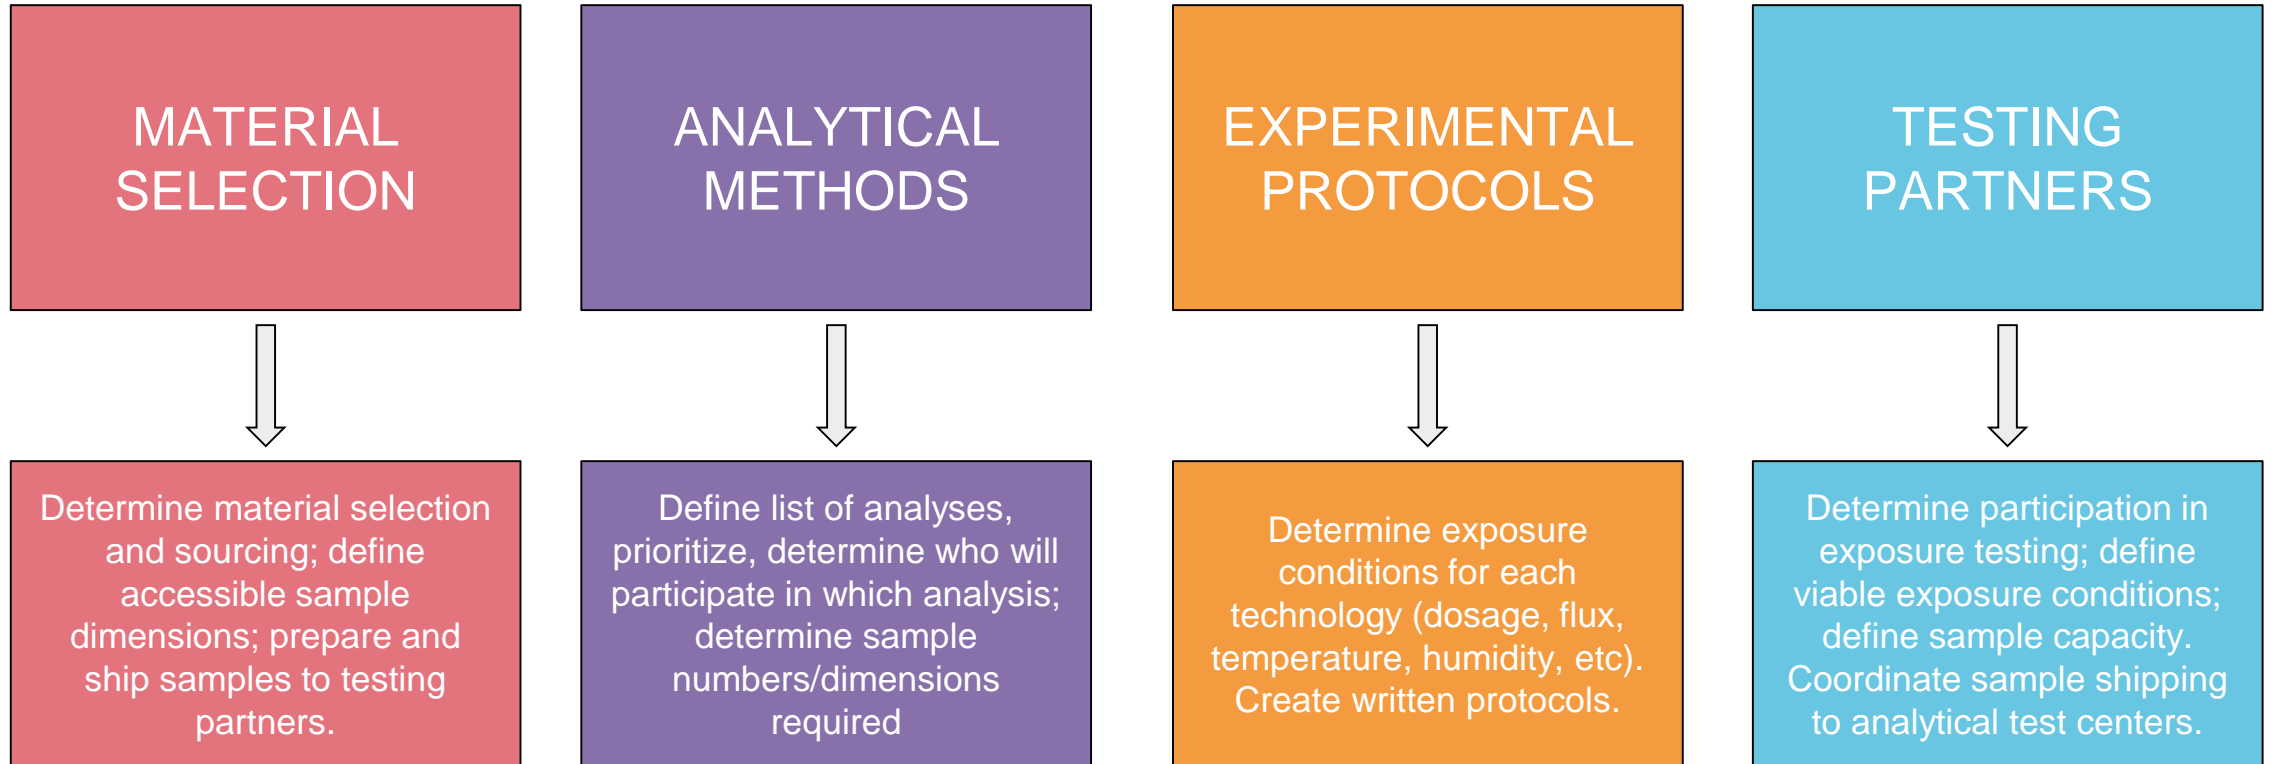 MATERIAL
SELECTION
ANALYTICAL
METHODS
EXPERIMENTAL
PROTOCOLS
TESTING
PARTNERS
Determine material selection
and sourcing; define
accessible sample
dimensions; prepare and
ship samples to testing
partners.
Define list of analyses,
prioritize, determine who will
participate in which analysis;
determine sample
numbers/dimensions
required
Determine exposure
conditions for each
technology (dosage, flux,
temperature, humidity, etc).
Create written protocols.
Determine participation in
exposure testing; define
viable exposure conditions;
define sample capacity.
Coordinate sample shipping
to analytical test centers.